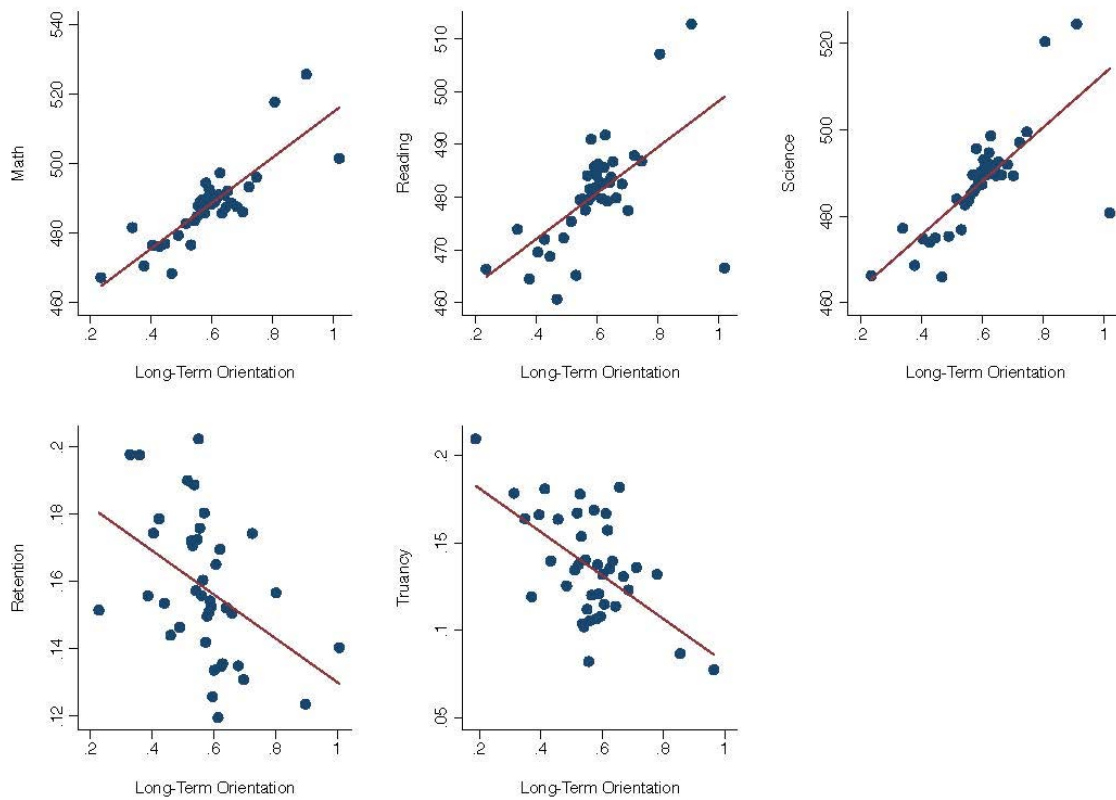 Math
460 480 500 520 540
.2 .4 .6 .8 1
Long-Term Orientation
Reading
460 470 480 490 500 510
.2 .4 .6 .8 1
Long-Term Orientation
Science
460 480 500 520
.2 .4 .6 .8 1
Long-Term Orientation
Retention
.12 .14 .16 .18 .2
.2 .4 .6 .8 1
Long-Term Orientation
Truancy
.05 .1 .15 .2
.2 .4 .6 .8 1
Long-Term Orientation